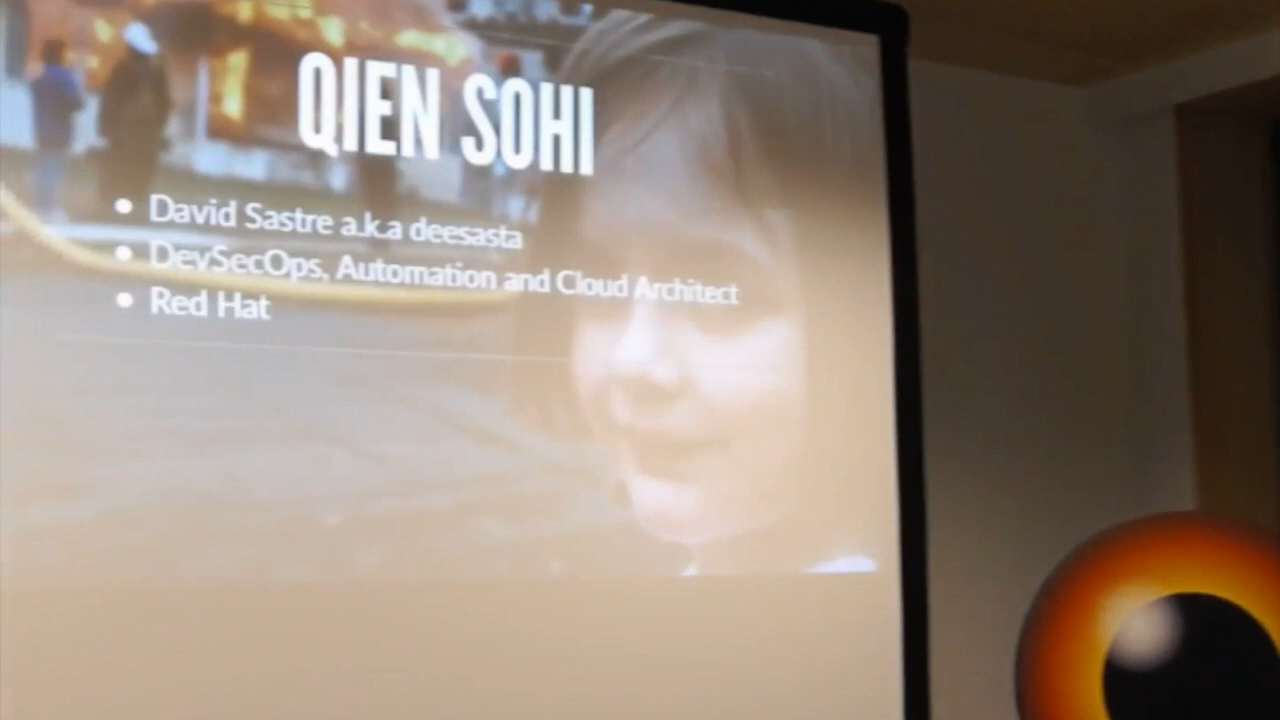 QIEN SOHI
David Sastre a.k.a deesasta
DevSecOps, Automation and Cloud Architect
Red Hat